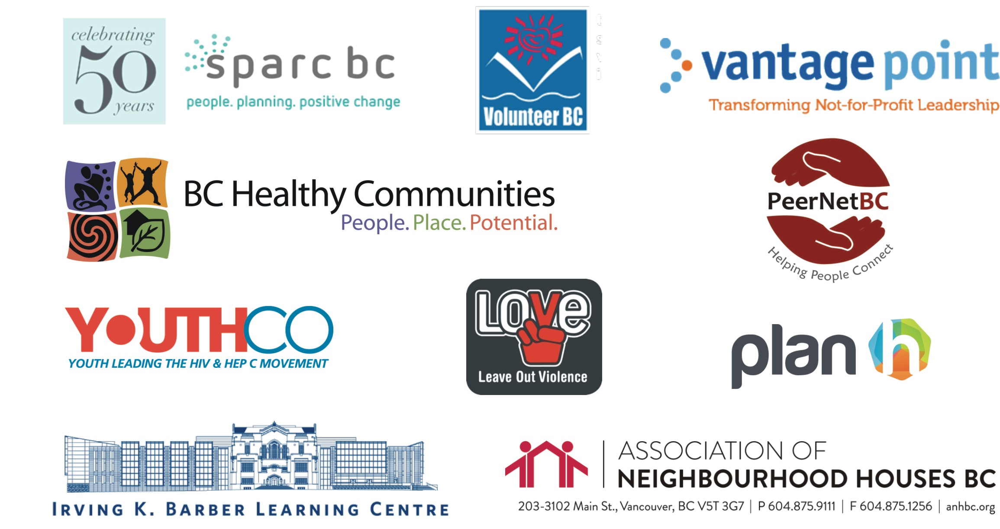 celebrating
50
years
sparc bc
people. planning. positive change
Volunteer BC
vantage point
Transforming Not-for-Profit Leadership
BC Healthy Communities
People. Place. Potential.
PeerNetBC
Helping People Connect
YOUTHCO
YOUTH LEADING THE HIV & HEP C MOVEMENT
LOVe
Leave Out Violence
plan h
IRVING K. BARBER LEARNING CENTRE
ASSOCIATION OF
NEIGHBOURHOOD HOUSES BC
203-3102 Main St., Vancouver, BC V5T 3G7 | P 604.875.9111 | F 604.875.1256 | anhbc.org